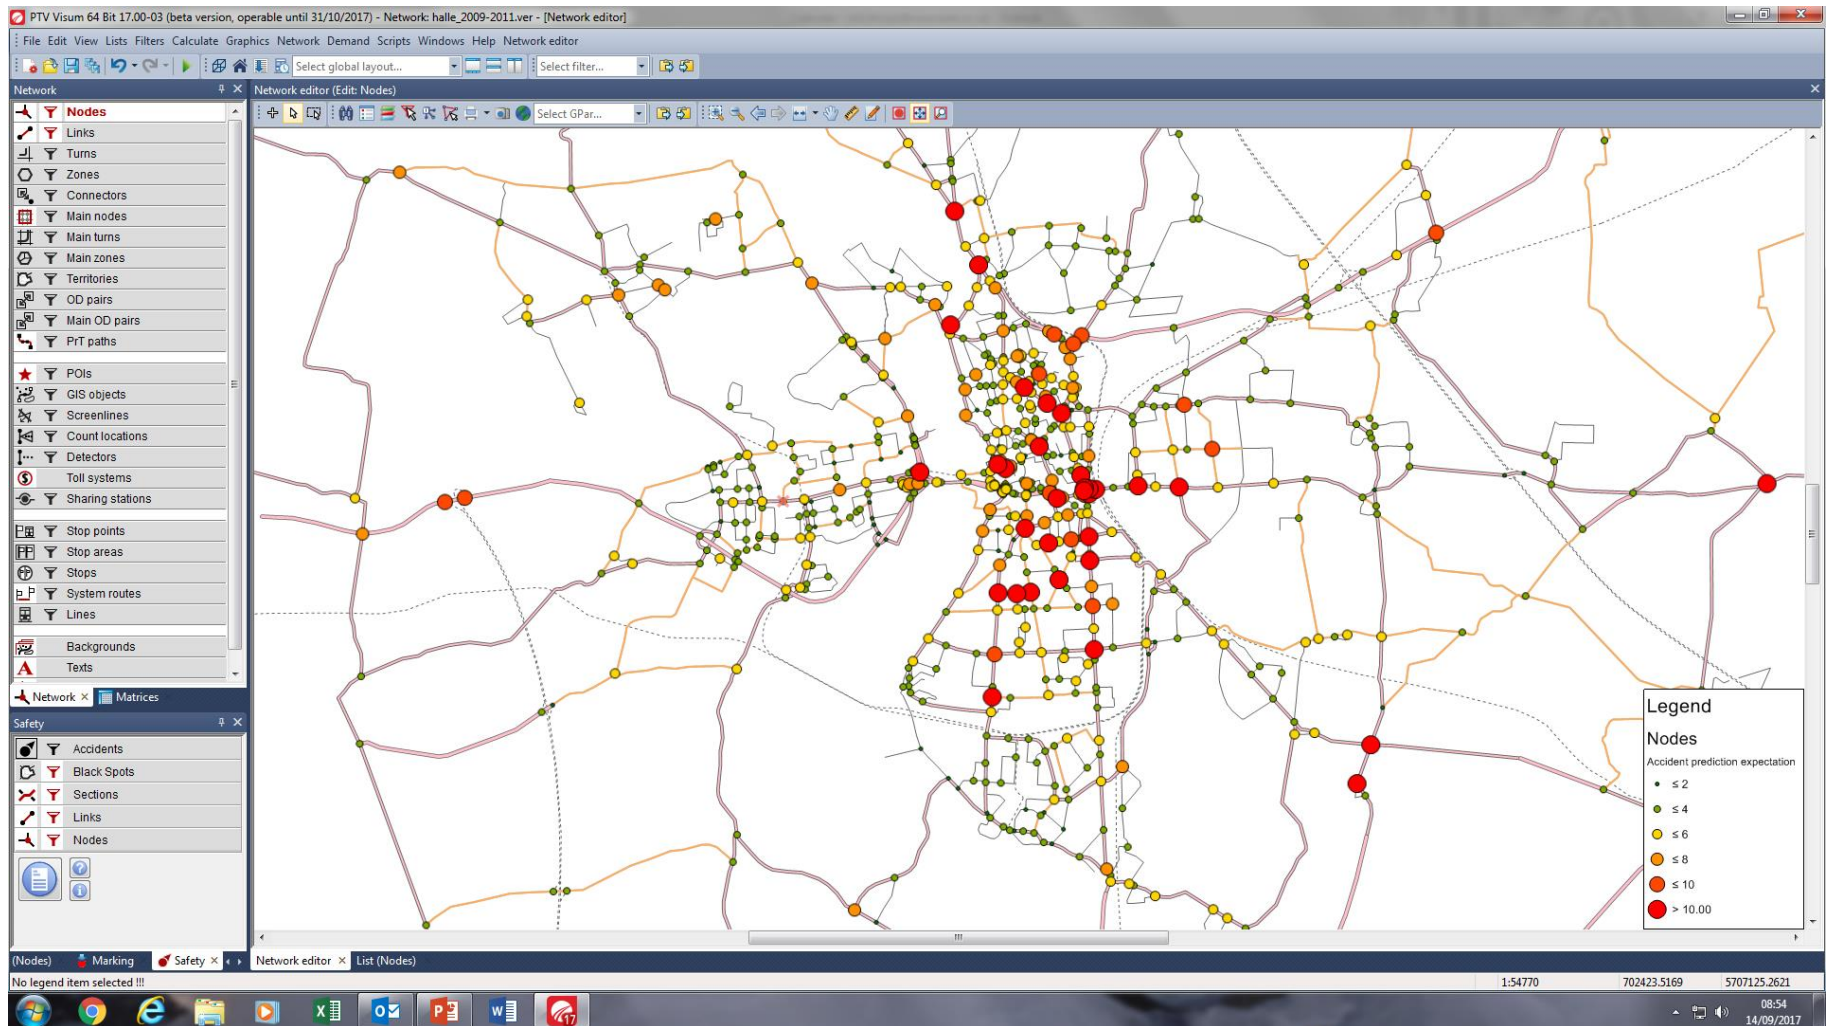 PTV Visum 64 Bit 17.00-03 (beta version, operable until 31/10/2017) - Network: halle_2009-2011.ver - [Network editor]
File Edit View Lists Filters Calculate Graphics Network Demand Scripts Windows Help Network editor
Select global layout...
Select filter...
Network
Network editor (Edit: Nodes)
Select GPar...
Nodes
Links
Turns
Zones
Connectors
Main nodes
Main turns
Main zones
Territories
OD pairs
Main OD pairs
PrT paths
POIs
GIS objects
Screenlines
Count locations
Detectors
Toll systems
Sharing stations
Stop points
Stop areas
Stops
System routes
Lines
Backgrounds
Texts
Network
Matrices
Safety
Accidents
Black Spots
Sections
Links
Nodes
Legend
Nodes
Accident prediction expectation
≤ 2
≤ 4
≤ 6
≤ 8
≤ 10
> 10.00
(Nodes)
Marking
Safety
Network editor
List (Nodes)
No legend item selected !!!
1:54770
702423.5169
5707125.2621
17
08:54
14/09/2017